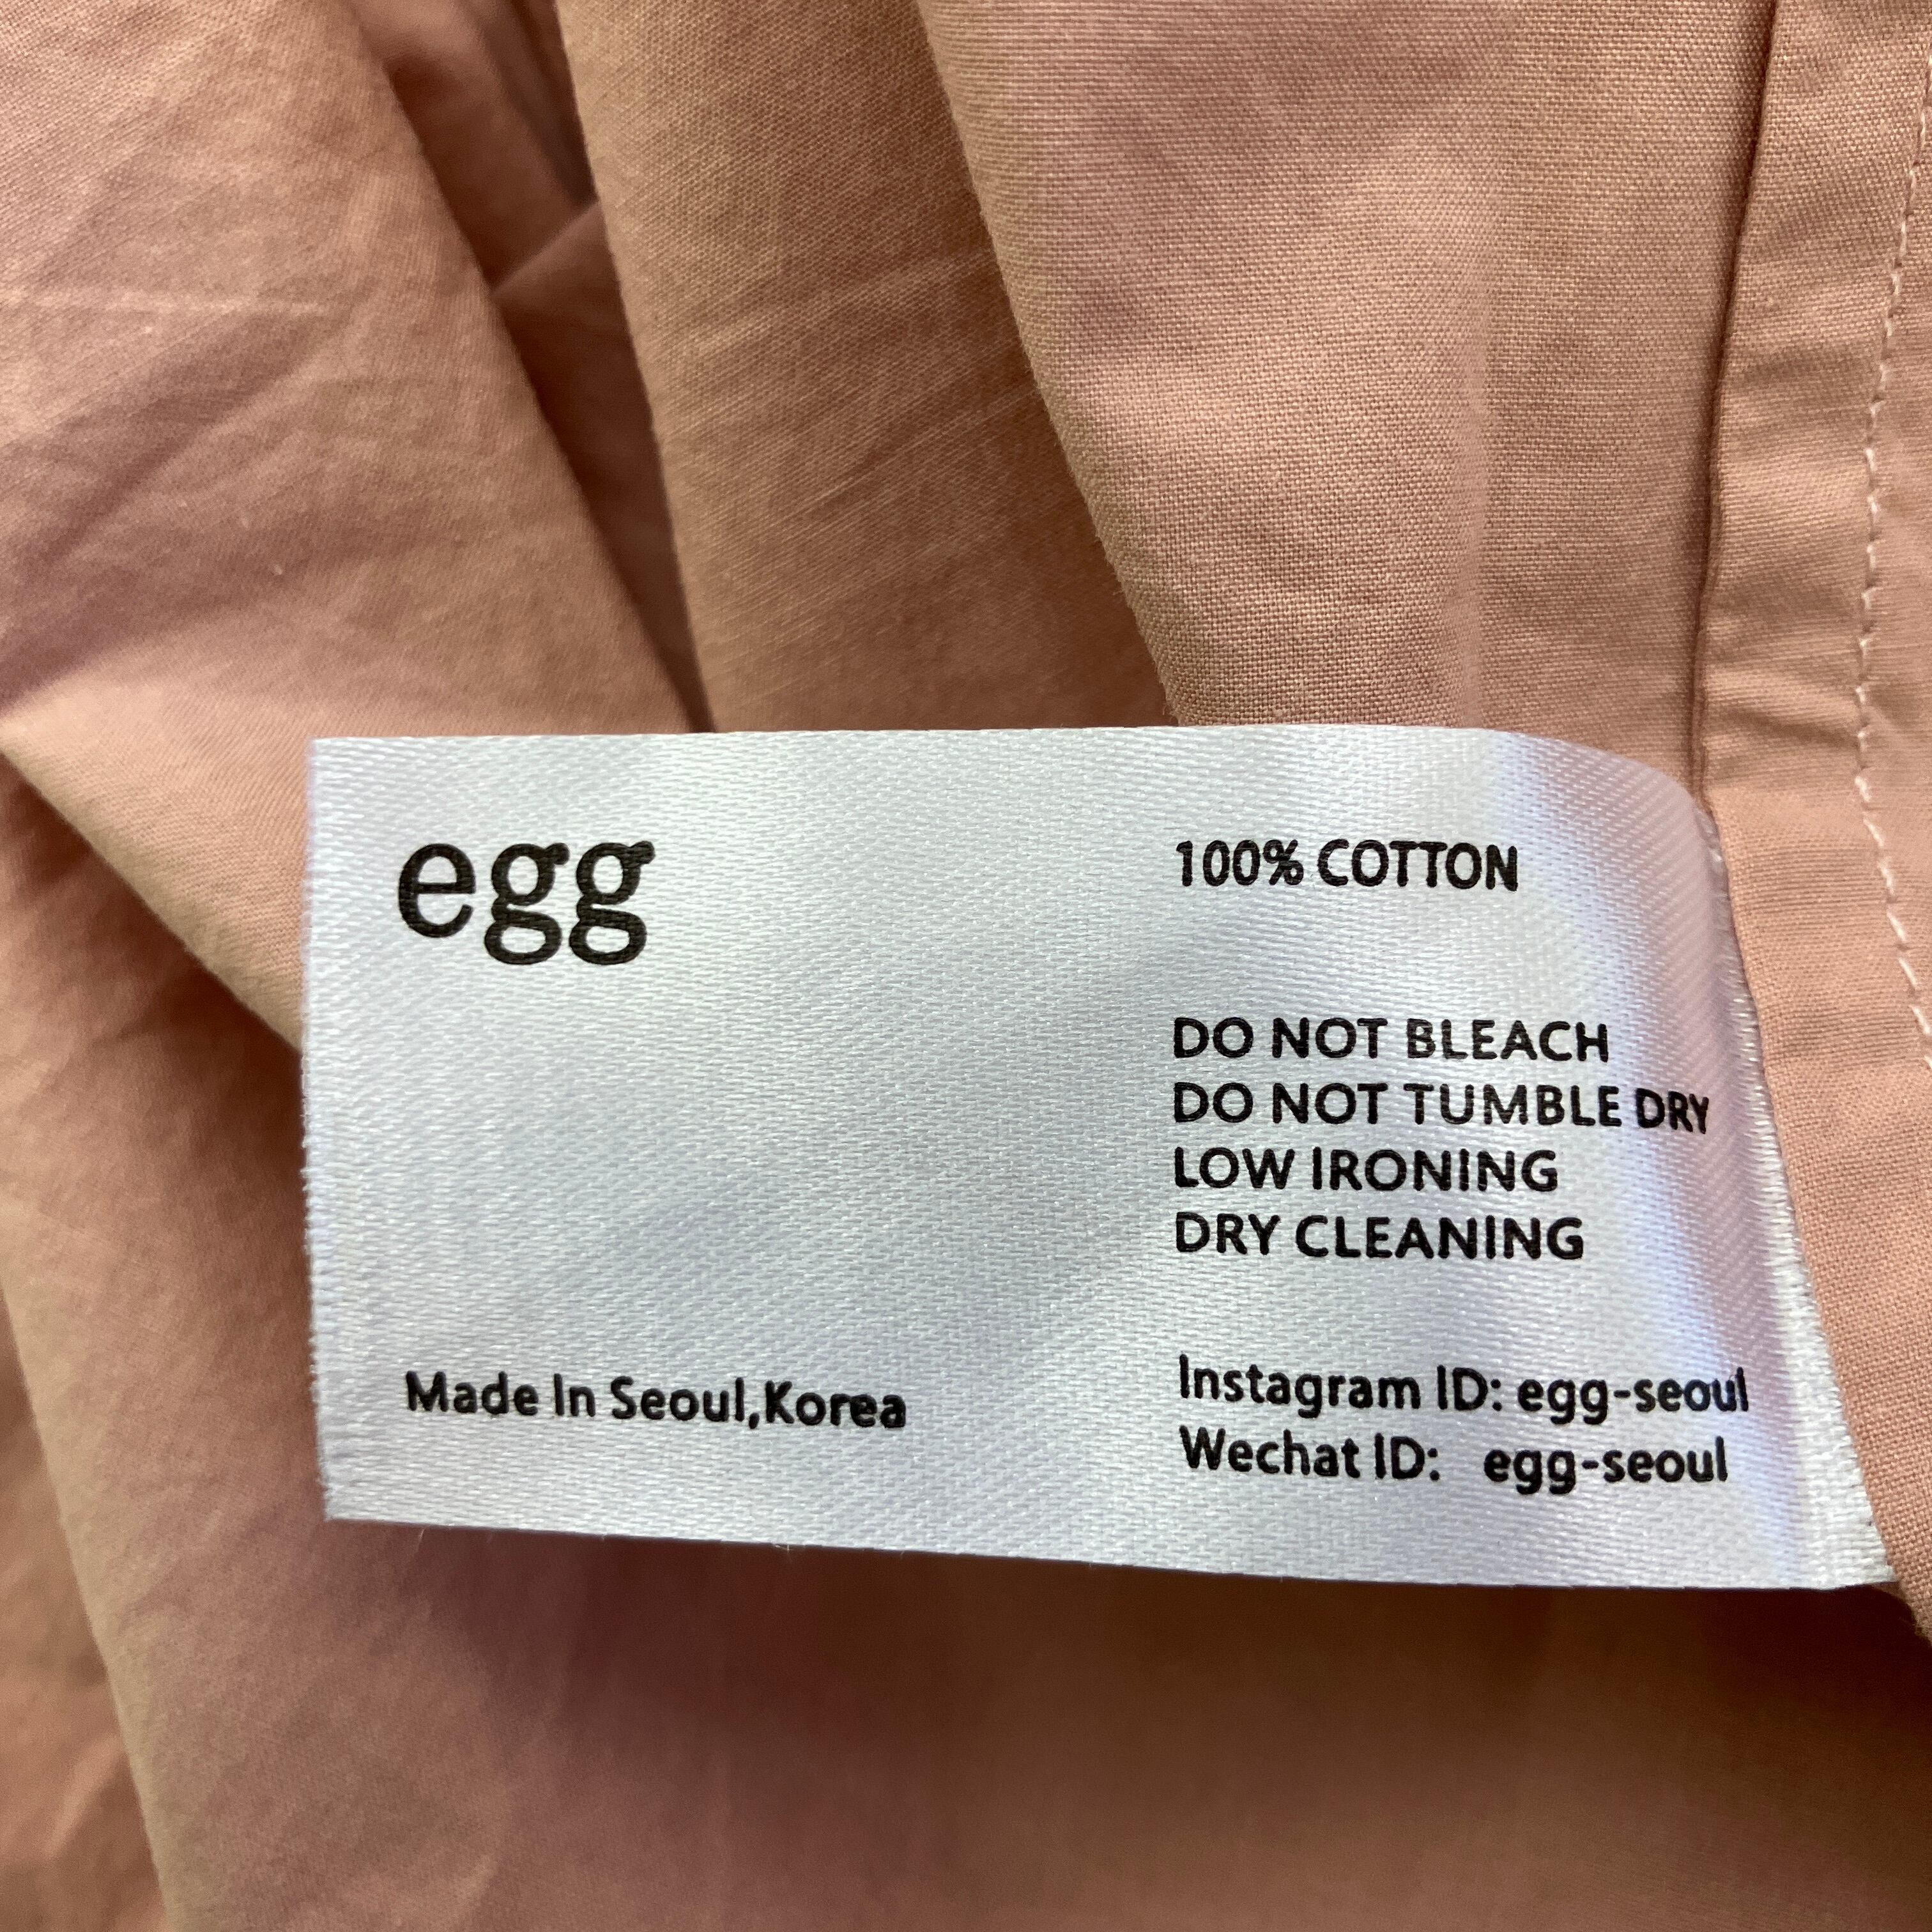 egg
100% COTTON
DO NOT BLEACH
DO NOT TUMBLE DRY
LOW IRONING
DRY CLEANING
Made In Seoul,Korea
Instagram ID: egg-seoul
Wechat ID: egg-seoul